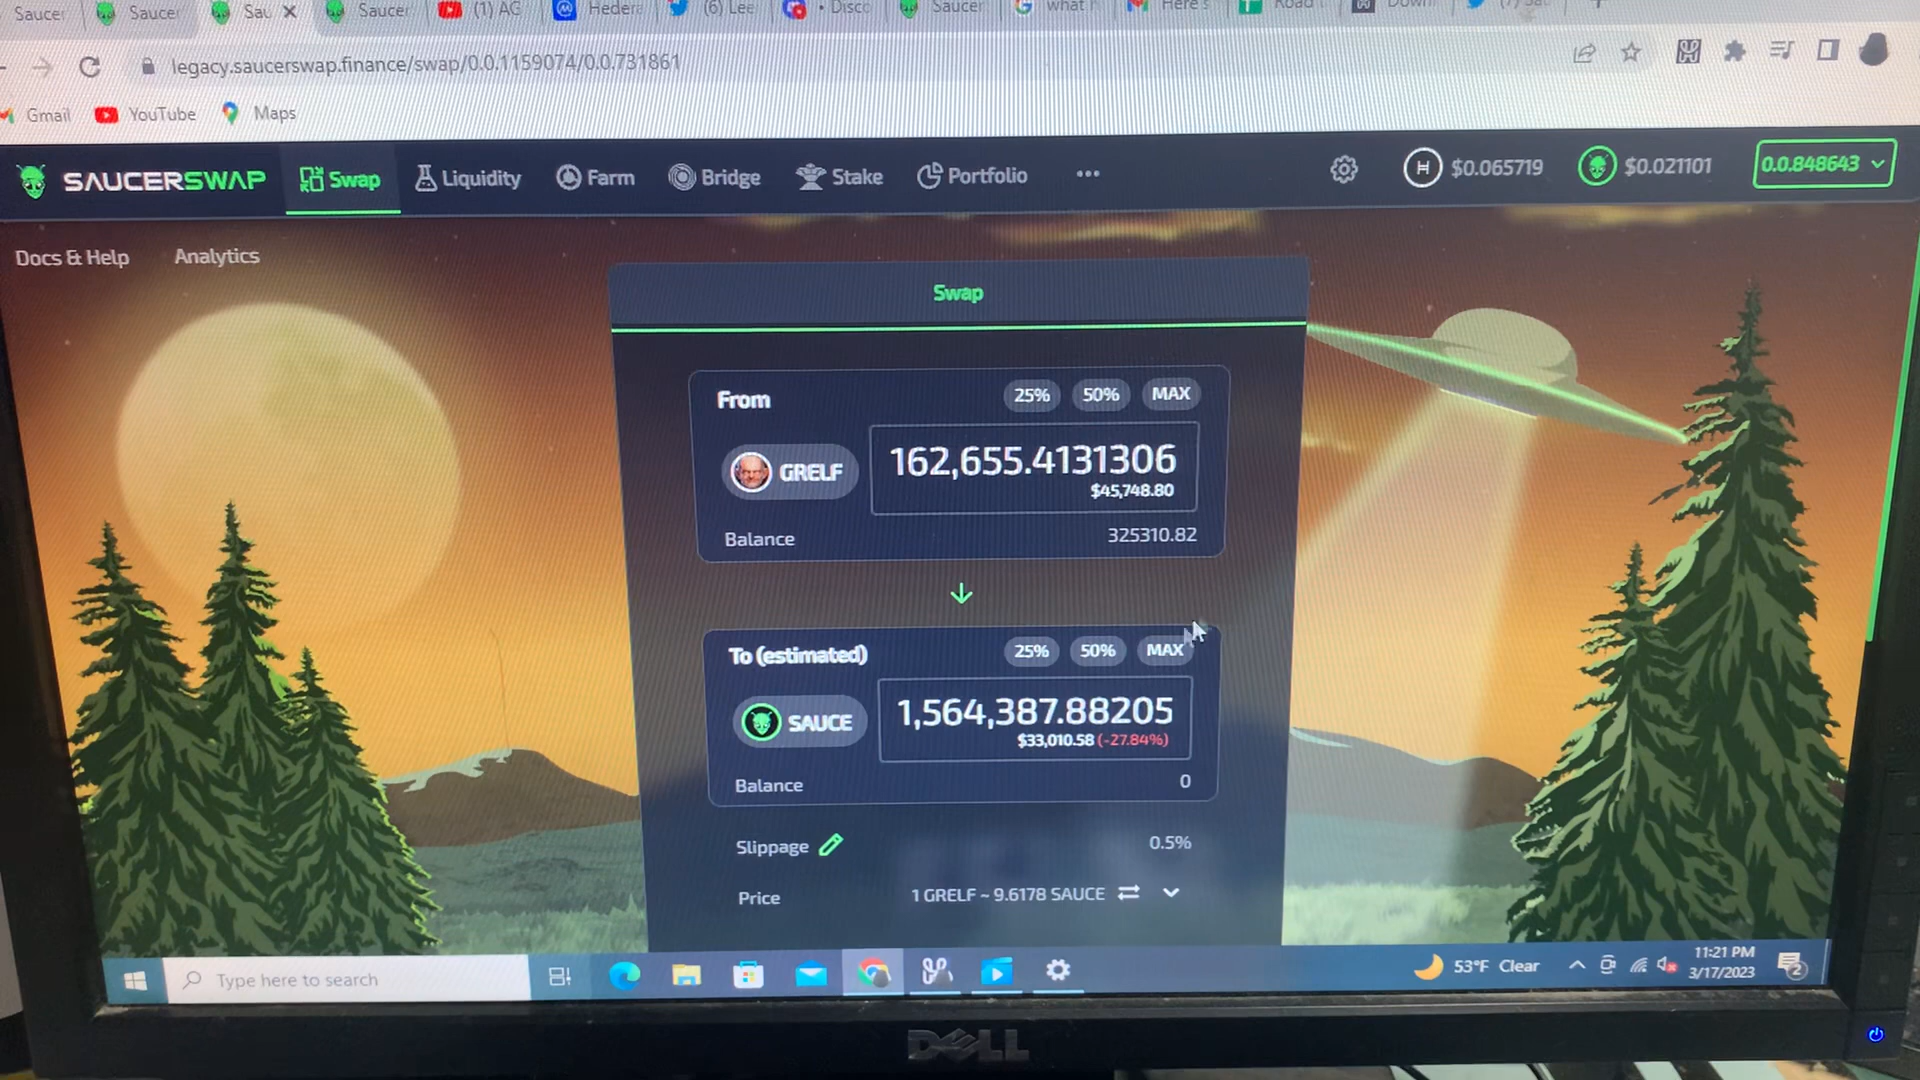 Saucer
Saucer
Sau
Saucer
(1) AG
Hedera
(6) Lee
• Disco
Saucer
what
Here's
Road
Down
legacy.saucerswap.finance/swap/0.0.1159074/0.0.731861
Gmail YouTube Maps
SAUCERSWAP Swap Liquidity Farm Bridge Stake Portfolio ••• H $0.065719 $0.021101 0.0.848643
Docs & Help Analytics
Swap
From 25% 50% MAX
GRELF 162,655.4131306
$45,748.80
Balance 325310.82
To (estimated) 25% 50% MAX
SAUCE 1,564,387.88205
$33,010.58 (-27.84%)
Balance 0
Slippage 0.5%
Price 1 GRELF ~ 9.6178 SAUCE
Type here to search
53°F Clear
11:21 PM
3/17/2023
2
DELL